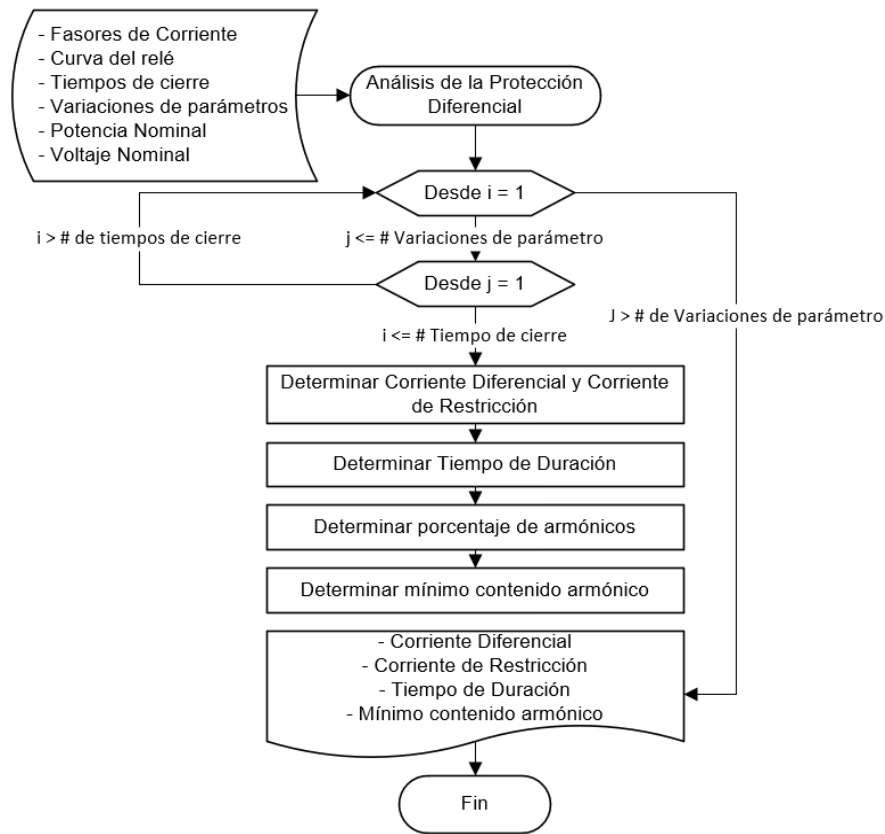 - Fasores de Corriente
- Curva del relé
- Tiempos de cierre
- Variaciones de parámetros
- Potencia Nominal
- Voltaje Nominal
Análisis de la Protección
Diferencial
Desde i = 1
i > # de tiempos de cierre
j <= # Variaciones de parámetro
Desde j = 1
J > # de Variaciones de parámetro
i <= # Tiempo de cierre
Determinar Corriente Diferencial y Corriente
de Restricción
Determinar Tiempo de Duración
Determinar porcentaje de armónicos
Determinar mínimo contenido armónico
- Corriente Diferencial
- Corriente de Restricción
- Tiempo de Duración
- Mínimo contenido armónico
Fin